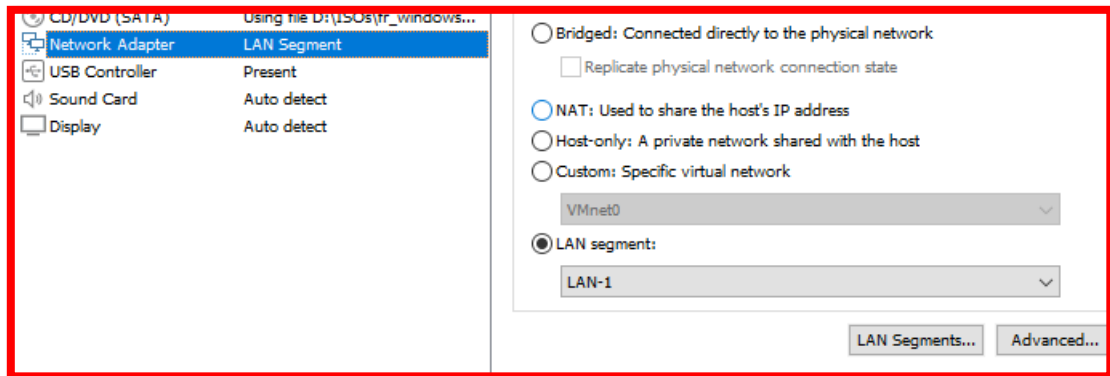 CD/DVD (SATA) Using file D:\ISOs\fr_windows...
Network Adapter LAN Segment
USB Controller Present
Sound Card Auto detect
Display Auto detect
Bridged: Connected directly to the physical network
Replicate physical network connection state
NAT: Used to share the host's IP address
Host-only: A private network shared with the host
Custom: Specific virtual network
VMnet0
LAN segment:
LAN-1
LAN Segments... Advanced...